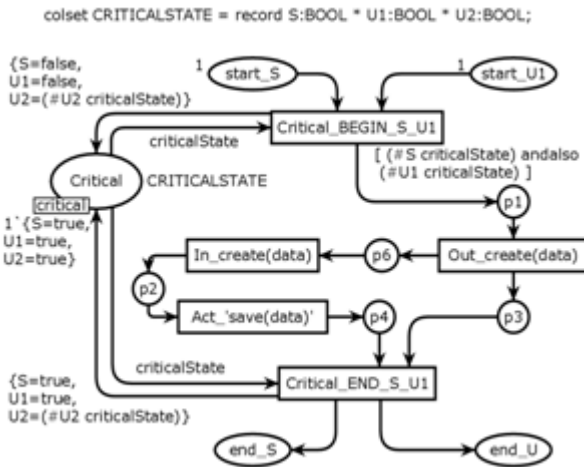 colset CRITICALSTATE = record S:BOOL * U1:BOOL * U2:BOOL;
{S=false,
U1=false,
U2=(#U2 criticalState)}
1
start_S
1
start_U1
criticalState
Critical_BEGIN_S_U1
[ (#S criticalState) andalso
(#U1 criticalState) ]
Critical
CRITICALSTATE
critical
1`{S=true,
U1=true,
U2=true}
p1
In_create(data)
p6
Out_create(data)
p2
Act_'save(data)'
p4
p3
criticalState
{S=true,
U1=true,
U2=(#U2 criticalState)}
Critical_END_S_U1
end_S
end_U